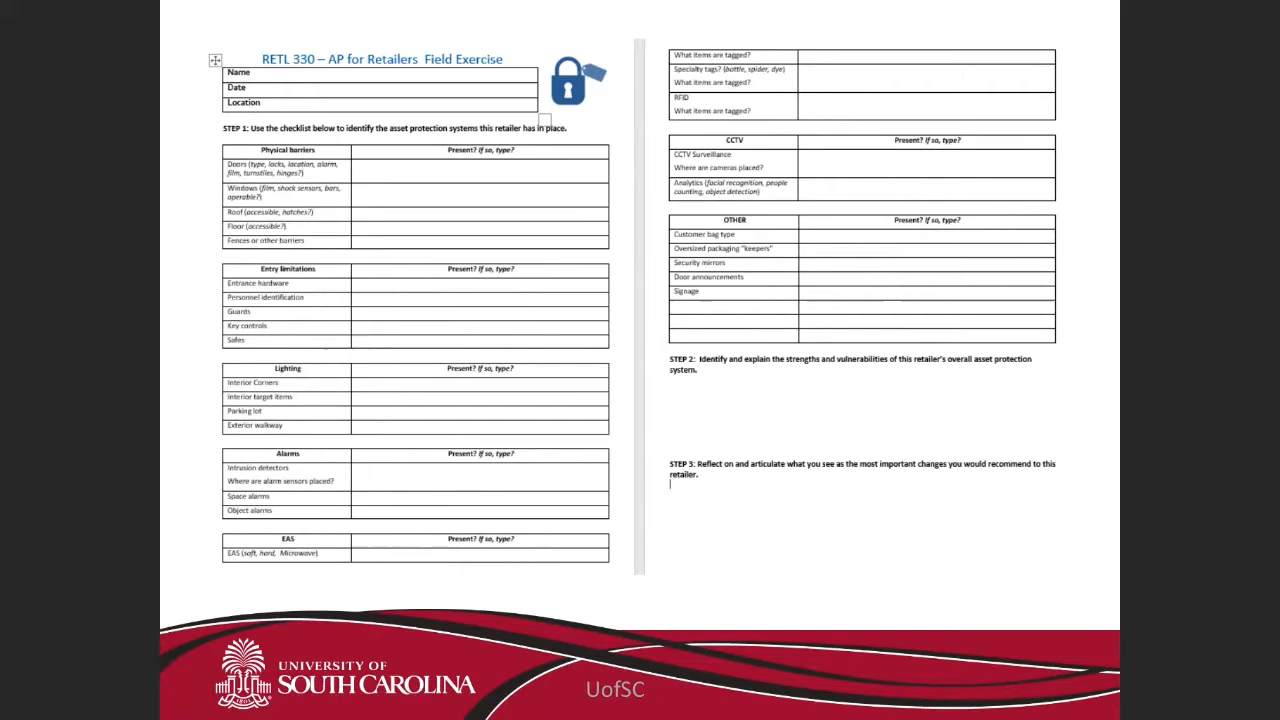 RETL 330 – AP for Retailers Field Exercise
Name
Date
Location
STEP 1: Use the checklist below to identify the asset protection systems this retailer has in place.
Physical barriers Present? If so, type?
Doors (type, locks, location, alarm,
film, turnstiles, hinges?)
Windows (film, shock sensors, bars,
operable?)
Roof (accessible, hatches?)
Floor (accessible?)
Fences or other barriers
Entry limitations Present? If so, type?
Entrance hardware
Personnel identification
Guards
Key controls
Safes
Lighting Present? If so, type?
Interior Corners
Interior target items
Parking lot
Exterior walkway
Alarms Present? If so, type?
Intrusion detectors
Where are alarm sensors placed?
Space alarms
Object alarms
EAS Present? If so, type?
EAS (soft, hard, Microwave)
What items are tagged?
Specialty tags? (bottle, spider, dye)
What items are tagged?
RFID
What items are tagged?
CCTV Present? If so, type?
CCTV Surveillance
Where are cameras placed?
Analytics (facial recognition, people
counting, object detection)
OTHER Present? If so, type?
Customer bag type
Oversized packaging "keepers"
Security mirrors
Door announcements
Signage
STEP 2: Identify and explain the strengths and vulnerabilities of this retailer's overall asset protection
system.
STEP 3: Reflect on and articulate what you see as the most important changes you would recommend to this
retailer.
UNIVERSITY OF
SOUTH CAROLINA
1801
UofSC